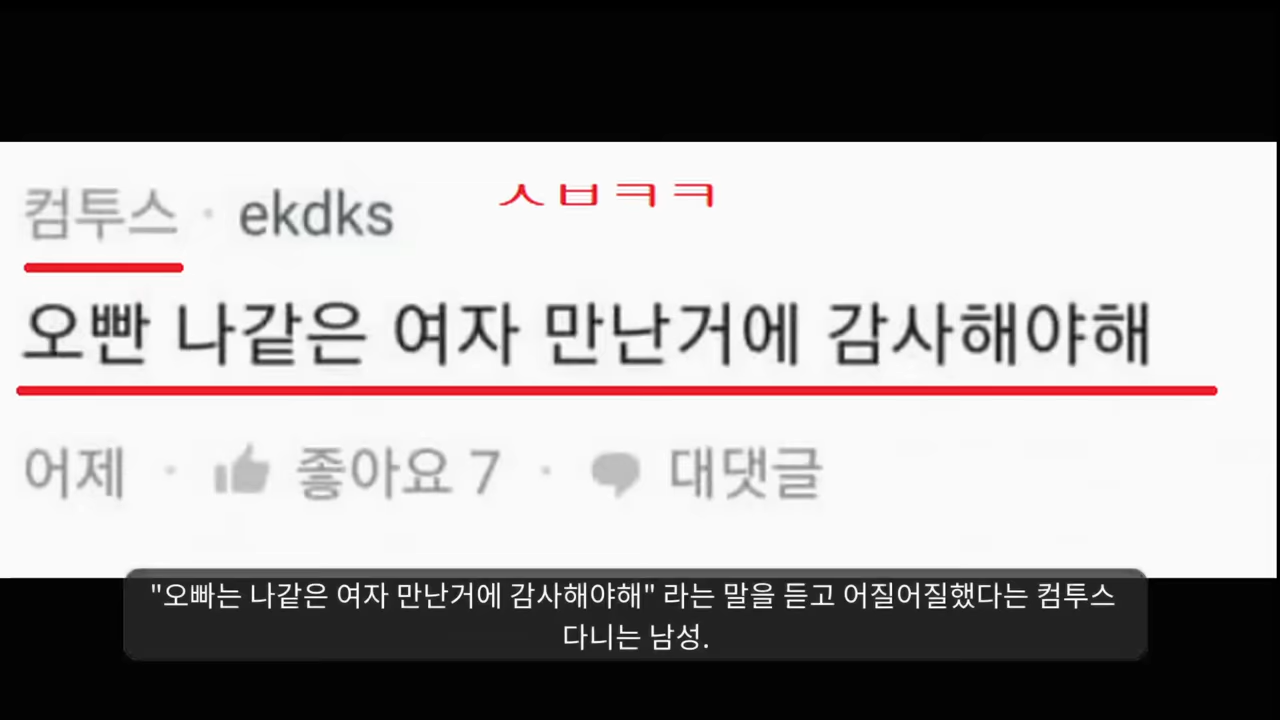 컴투스 · ekdks ㅅㅂㅋㅋ
오빤 나같은 여자 만난거에 감사해야해
어제 · 좋아요 7 · 대댓글
"오빠는 나같은 여자 만난거에 감사해야해" 라는 말을 듣고 어질어질했다는 컴투스
다니는 남성.